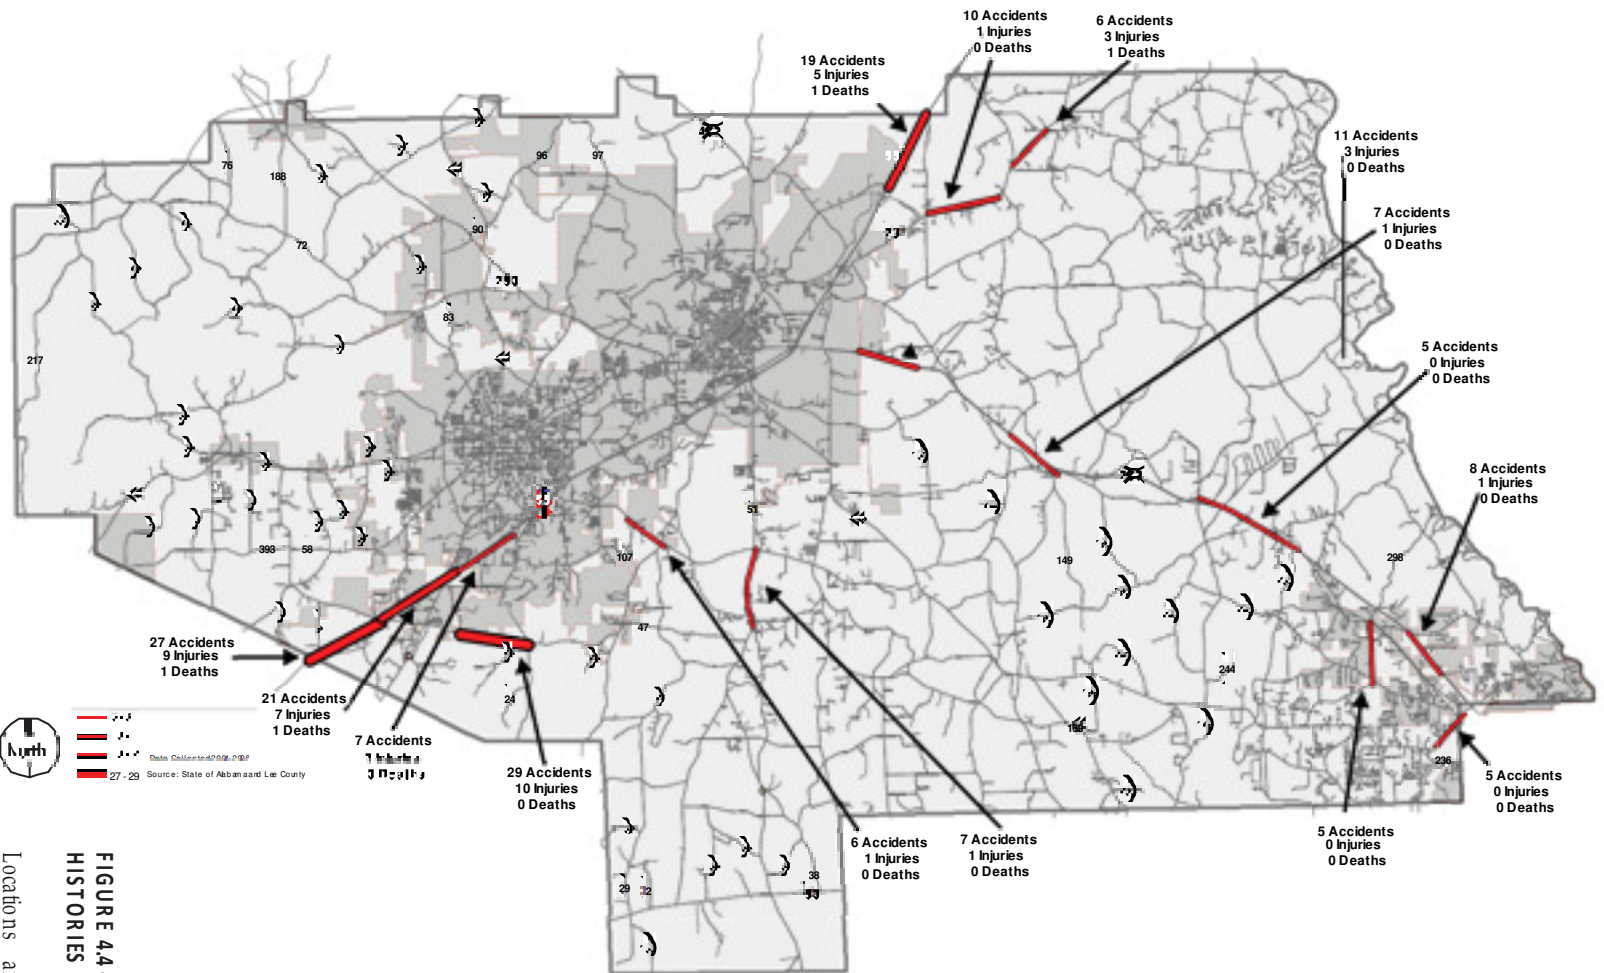 10 Accidents
1 Injuries
0 Deaths
6 Accidents
3 Injuries
1 Deaths
19 Accidents
5 Injuries
1 Deaths
11 Accidents
3 Injuries
0 Deaths
7 Accidents
1 Injuries
0 Deaths
5 Accidents
0 Injuries
0 Deaths
8 Accidents
1 Injuries
0 Deaths
76
188
96
97
72
90
83
217
51
393
58
107
149
298
47
244
24
236
29
38
27 Accidents
9 Injuries
1 Deaths
21 Accidents
7 Injuries
1 Deaths
7 Accidents
29 Accidents
10 Injuries
0 Deaths
6 Accidents
1 Injuries
0 Deaths
7 Accidents
1 Injuries
0 Deaths
5 Accidents
0 Injuries
0 Deaths
5 Accidents
0 Injuries
0 Deaths
North
27 - 29
Source: State of Alabama and Lee County
FIGURE 4.4
HISTORIES
Locations